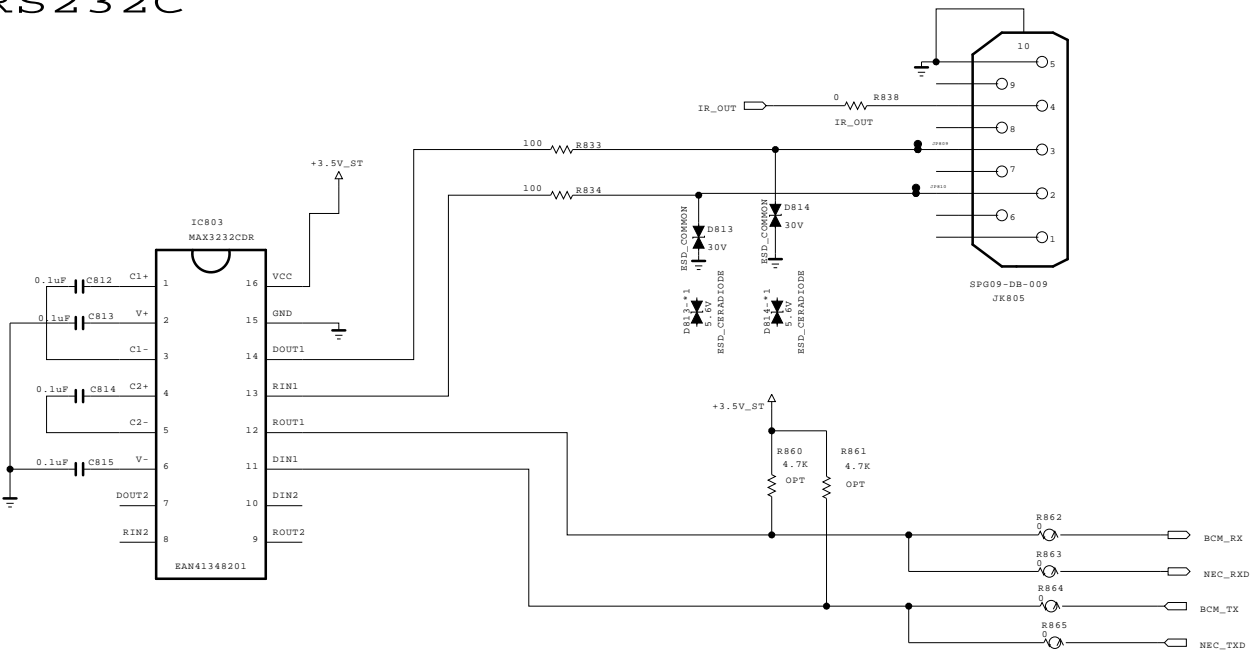 RS232C
IC803
MAX3232CDR
+3.5V_ST
0.1uF C812 C1+ 1 16 VCC
0.1uF C813 V+ 2 15 GND
C1- 3 14 DOUT1
0.1uF C814 C2+ 4 13 RIN1
C2- 5 12 ROUT1
0.1uF C815 V- 6 11 DIN1
DOUT2 7 10 DIN2
RIN2 8 9 ROUT2
EAN41348201
100 R833
100 R834
IR_OUT
0 R838
IR_OUT
JP809
JP810
10
5
9
4
8
3
7
2
6
1
SPG09-DB-009
JK805
ESD_COMMON
D813
30V
ESD_COMMON
D814
30V
D813-*1
5.6V
ESD_CERADIODE
D814-*1
5.6V
ESD_CERADIODE
+3.5V_ST
R860
4.7K
OPT
R861
4.7K
OPT
R862
0
BCM_RX
R863
0
NEC_RXD
R864
0
BCM_TX
R865
0
NEC_TXD